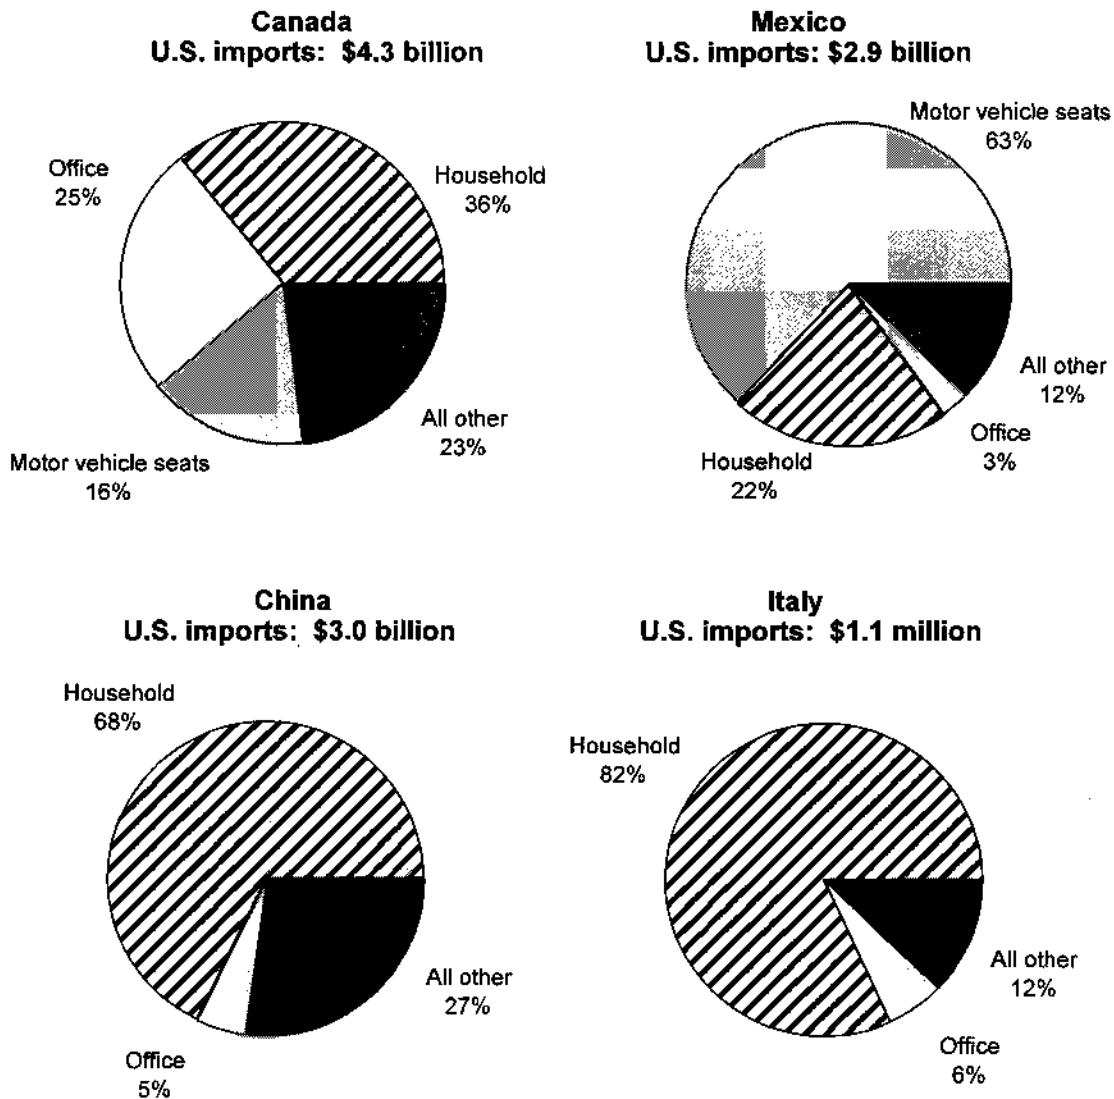 Canada
U.S. imports: $4.3 billion
Office
25%
Household
36%
All other
23%
Motor vehicle seats
16%
Mexico
U.S. imports: $2.9 billion
Motor vehicle seats
63%
All other
12%
Office
3%
Household
22%
China
U.S. imports: $3.0 billion
Household
68%
All other
27%
Office
5%
Italy
U.S. imports: $1.1 million
Household
82%
All other
12%
Office
6%